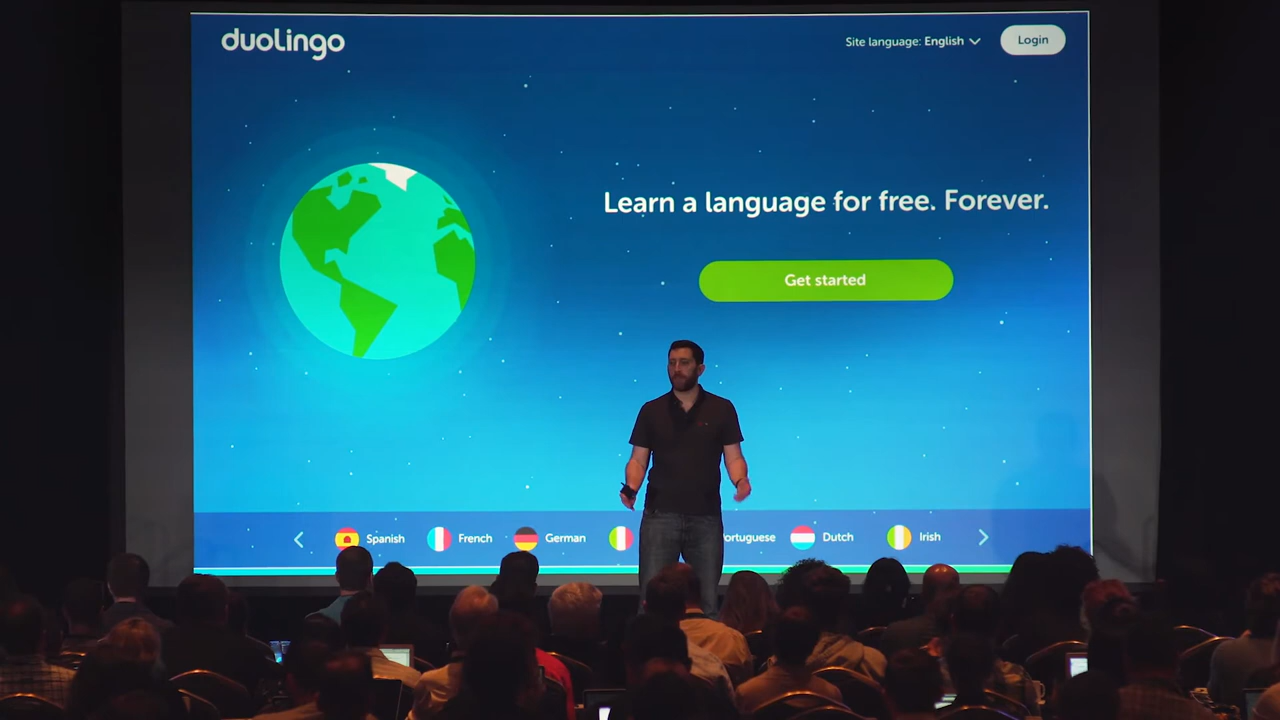 duolingo
Site language: English
Login
Learn a language for free. Forever.
Get started
Spanish
French
German
ortuguese
Dutch
Irish